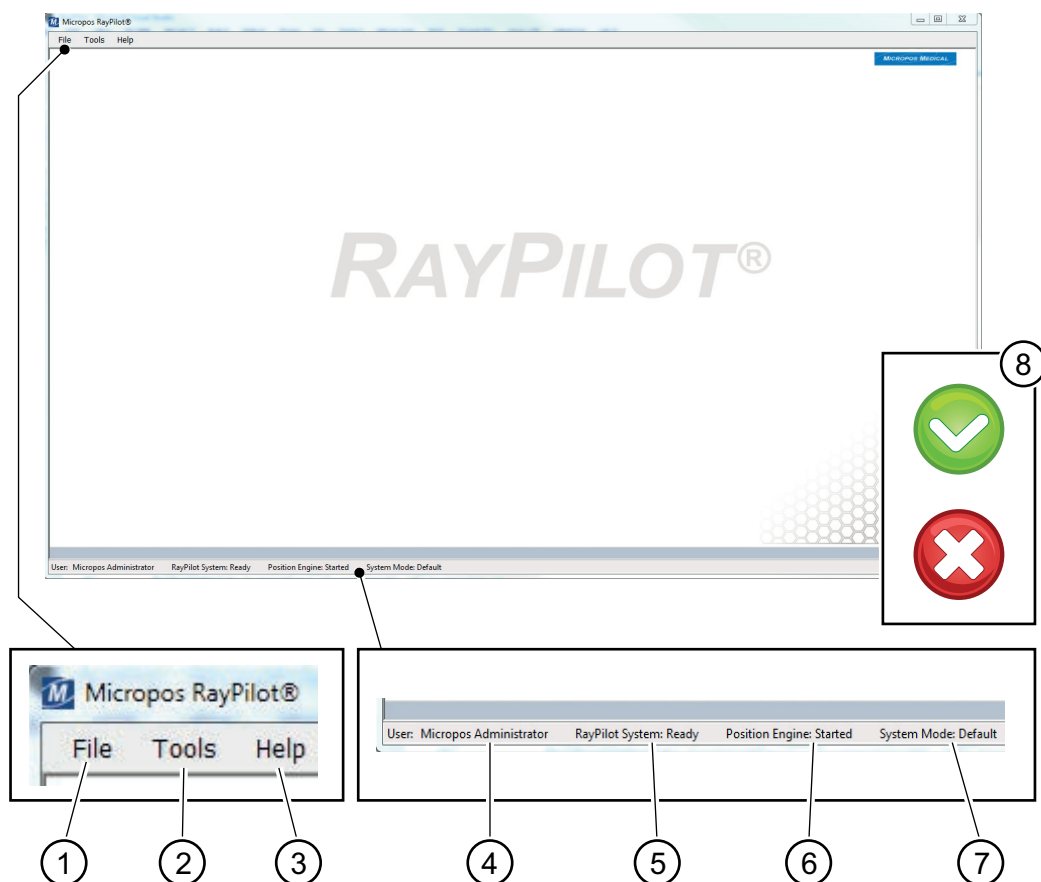 Micropos RayPilot®
File Tools Help
MICROPOS MEDICAL
RAYPILOT®
8
User: Micropos Administrator RayPilot System: Ready Position Engine: Started System Mode: Default
Micropos RayPilot®
File Tools Help
User: Micropos Administrator RayPilot System: Ready Position Engine: Started System Mode: Default
1 2 3 4 5 6 7